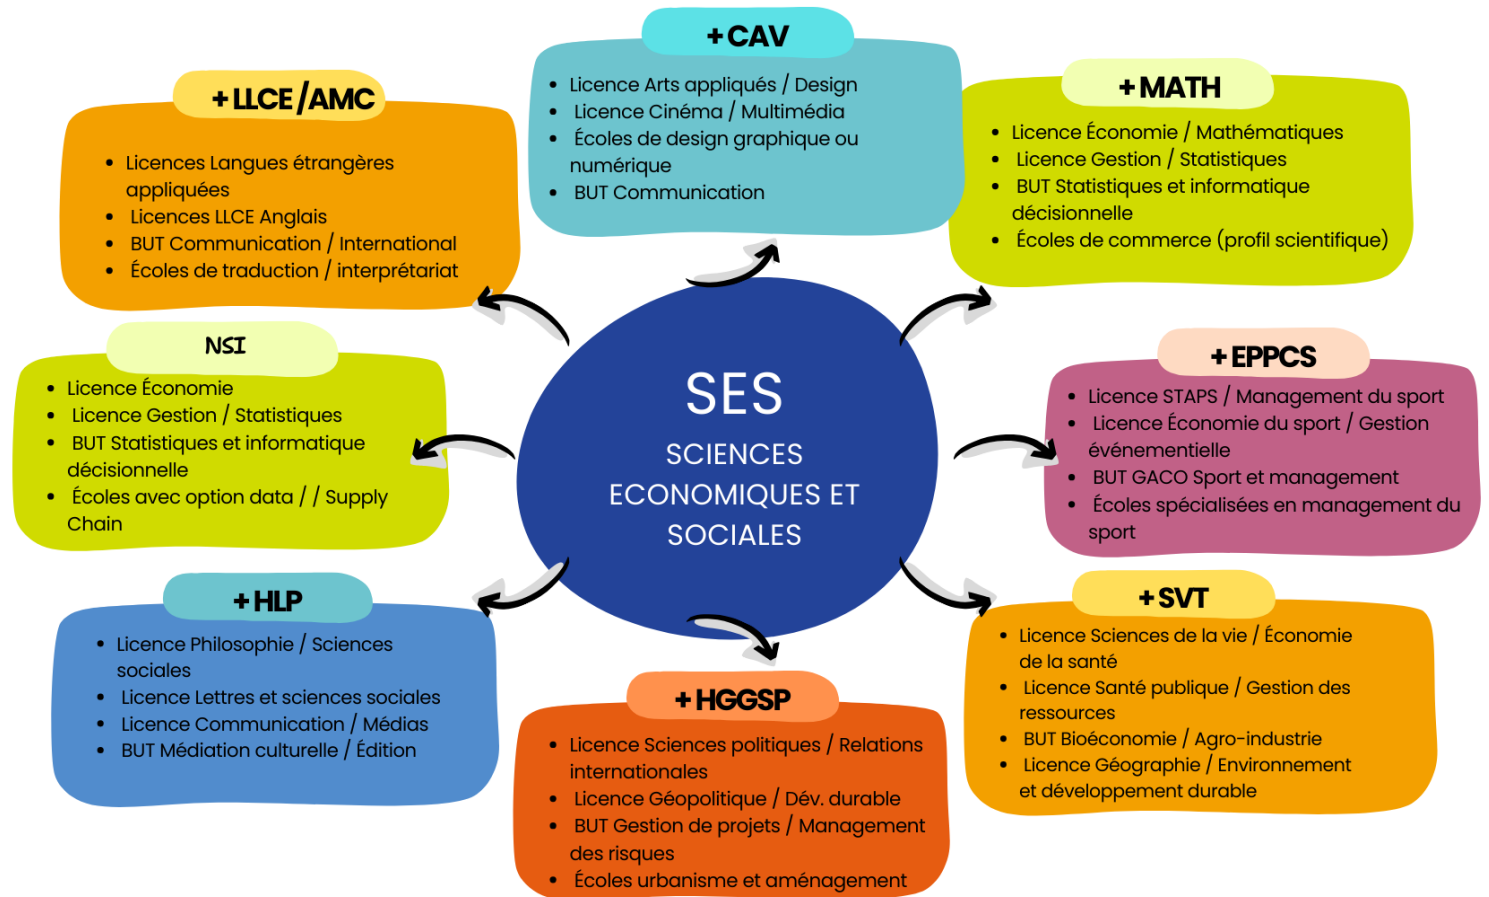 + CAV
• Licence Arts appliqués / Design
• Licence Cinéma / Multimédia
• Écoles de design graphique ou
numérique
• BUT Communication
+ LLCE /AMC
• Licences Langues étrangères
appliquées
• Licences LLCE Anglais
• BUT Communication / International
• Écoles de traduction / interprétariat
+ MATH
• Licence Économie / Mathématiques
• Licence Gestion / Statistiques
• BUT Statistiques et informatique
décisionnelle
• Écoles de commerce (profil scientifique)
NSI
• Licence Économie
• Licence Gestion / Statistiques
• BUT Statistiques et informatique
décisionnelle
• Écoles avec option data / / Supply
Chain
SES
SCIENCES
ECONOMIQUES ET
SOCIALES
+ EPPCS
• Licence STAPS / Management du sport
• Licence Économie du sport / Gestion
événementielle
• BUT GACO Sport et management
• Écoles spécialisées en management du
sport
+ HLP
• Licence Philosophie / Sciences
sociales
• Licence Lettres et sciences sociales
• Licence Communication / Médias
• BUT Médiation culturelle / Édition
+ HGGSP
• Licence Sciences politiques / Relations
internationales
• Licence Géopolitique / Dév. durable
• BUT Gestion de projets / Management
des risques
• Écoles urbanisme et aménagement
+ SVT
• Licence Sciences de la vie / Économie
de la santé
• Licence Santé publique / Gestion des
ressources
• BUT Bioéconomie / Agro-industrie
• Licence Géographie / Environnement
et développement durable